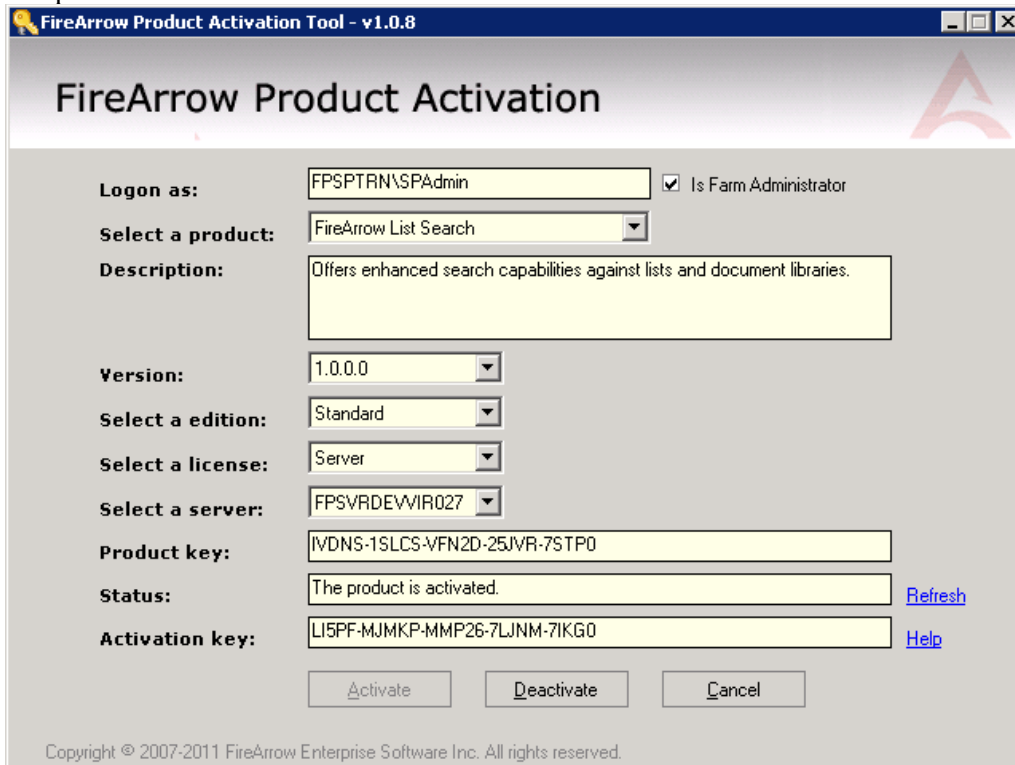 FireArrow Product Activation Tool - v1.0.8
FireArrow Product Activation
Logon as: FPSPTRN\SPAdmin Is Farm Administrator
Select a product: FireArrow List Search
Description: Offers enhanced search capabilities against lists and document libraries.
Version: 1.0.0.0
Select a edition: Standard
Select a license: Server
Select a server: FPSVRDEVVIR027
Product key: IVDNS-1SLCS-VFN2D-25JVR-7STP0
Status: The product is activated. Refresh
Activation key: LI5PF-MJMKP-MMP26-7LJNM-7IKG0 Help
Activate Deactivate Cancel
Copyright © 2007-2011 FireArrow Enterprise Software Inc. All rights reserved.